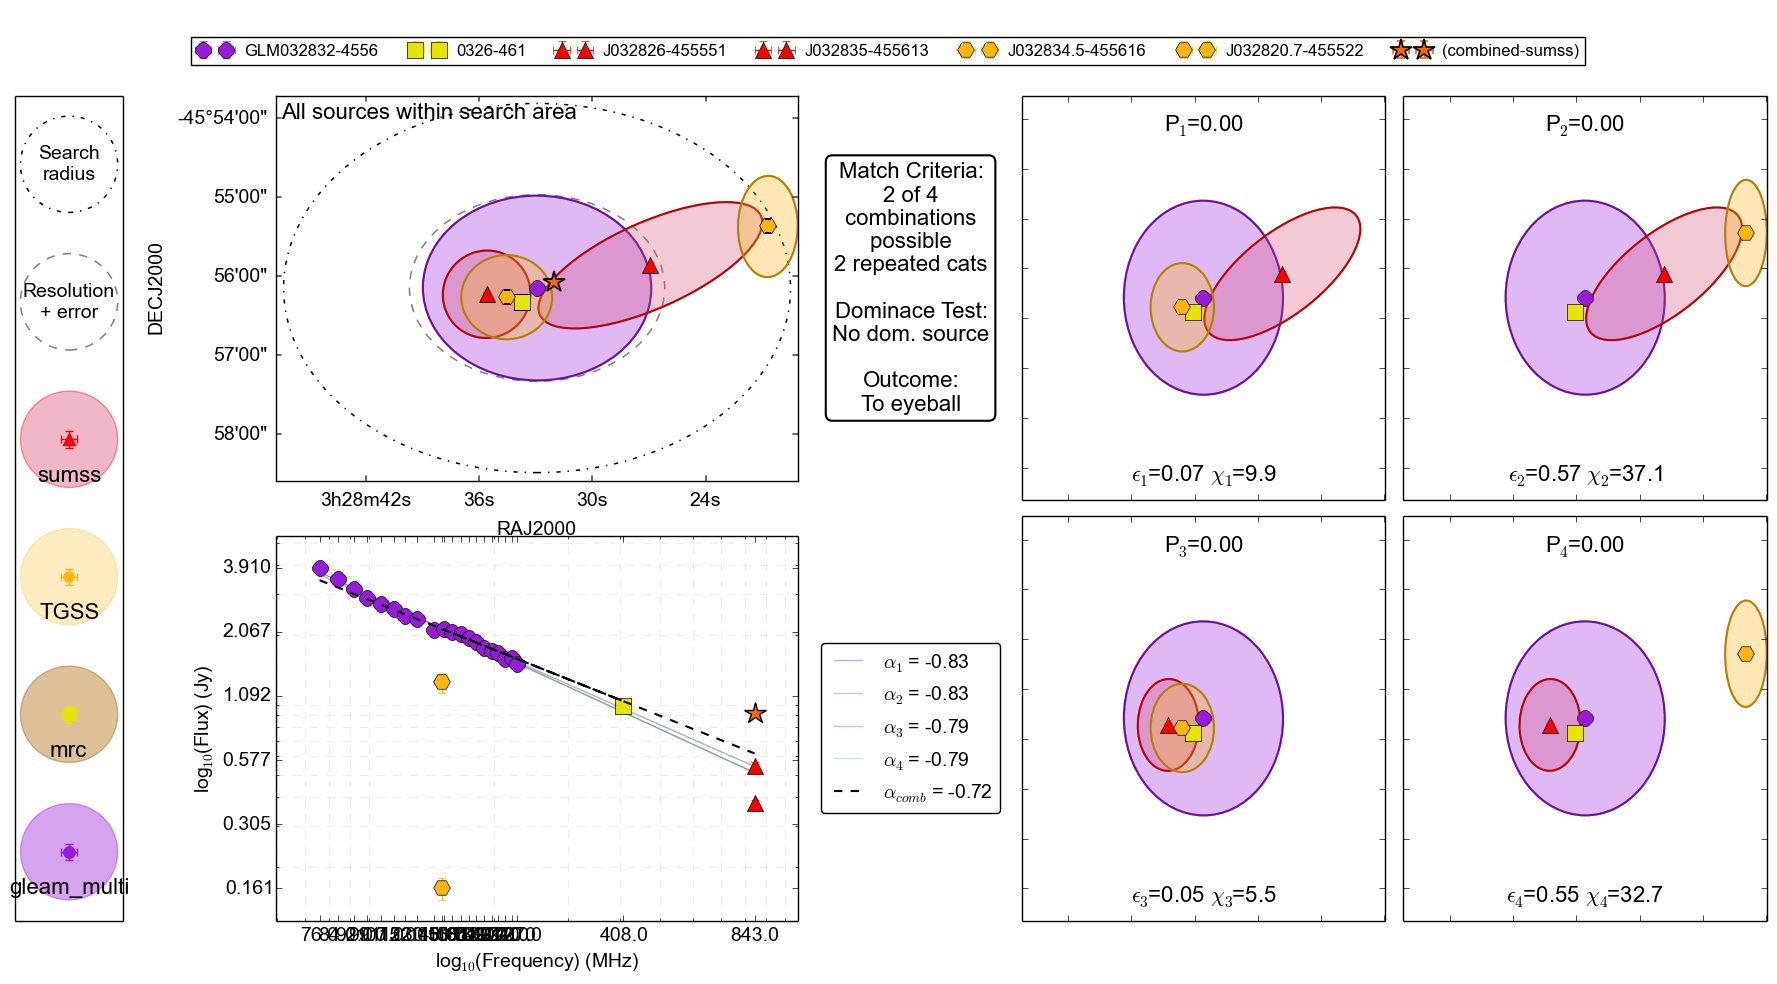 GLM032832-4556 0326-461 J032826-455551 J032835-455613 J032834.5-455616 J032820.7-455522 (combined-sumss)
Search
radius
Resolution
+ error
sumss
TGSS
mrc
gleam_multi
All sources within search area
DECJ2000
-45°54'00"
55'00"
56'00"
57'00"
58'00"
3h28m42s 36s 30s 24s
RAJ2000
Match Criteria:
2 of 4
combinations
possible
2 repeated cats
Dominace Test:
No dom. source
Outcome:
To eyeball
P1=0.00
ϵ1=0.07 χ1=9.9
P2=0.00
ϵ2=0.57 χ2=37.1
log10(Flux) (Jy)
3.910
2.067
1.092
0.577
0.305
0.161
408.0 843.0
log10(Frequency) (MHz)
α1 = -0.83
α2 = -0.83
α3 = -0.79
α4 = -0.79
αcomb = -0.72
P3=0.00
ϵ3=0.05 χ3=5.5
P4=0.00
ϵ4=0.55 χ4=32.7